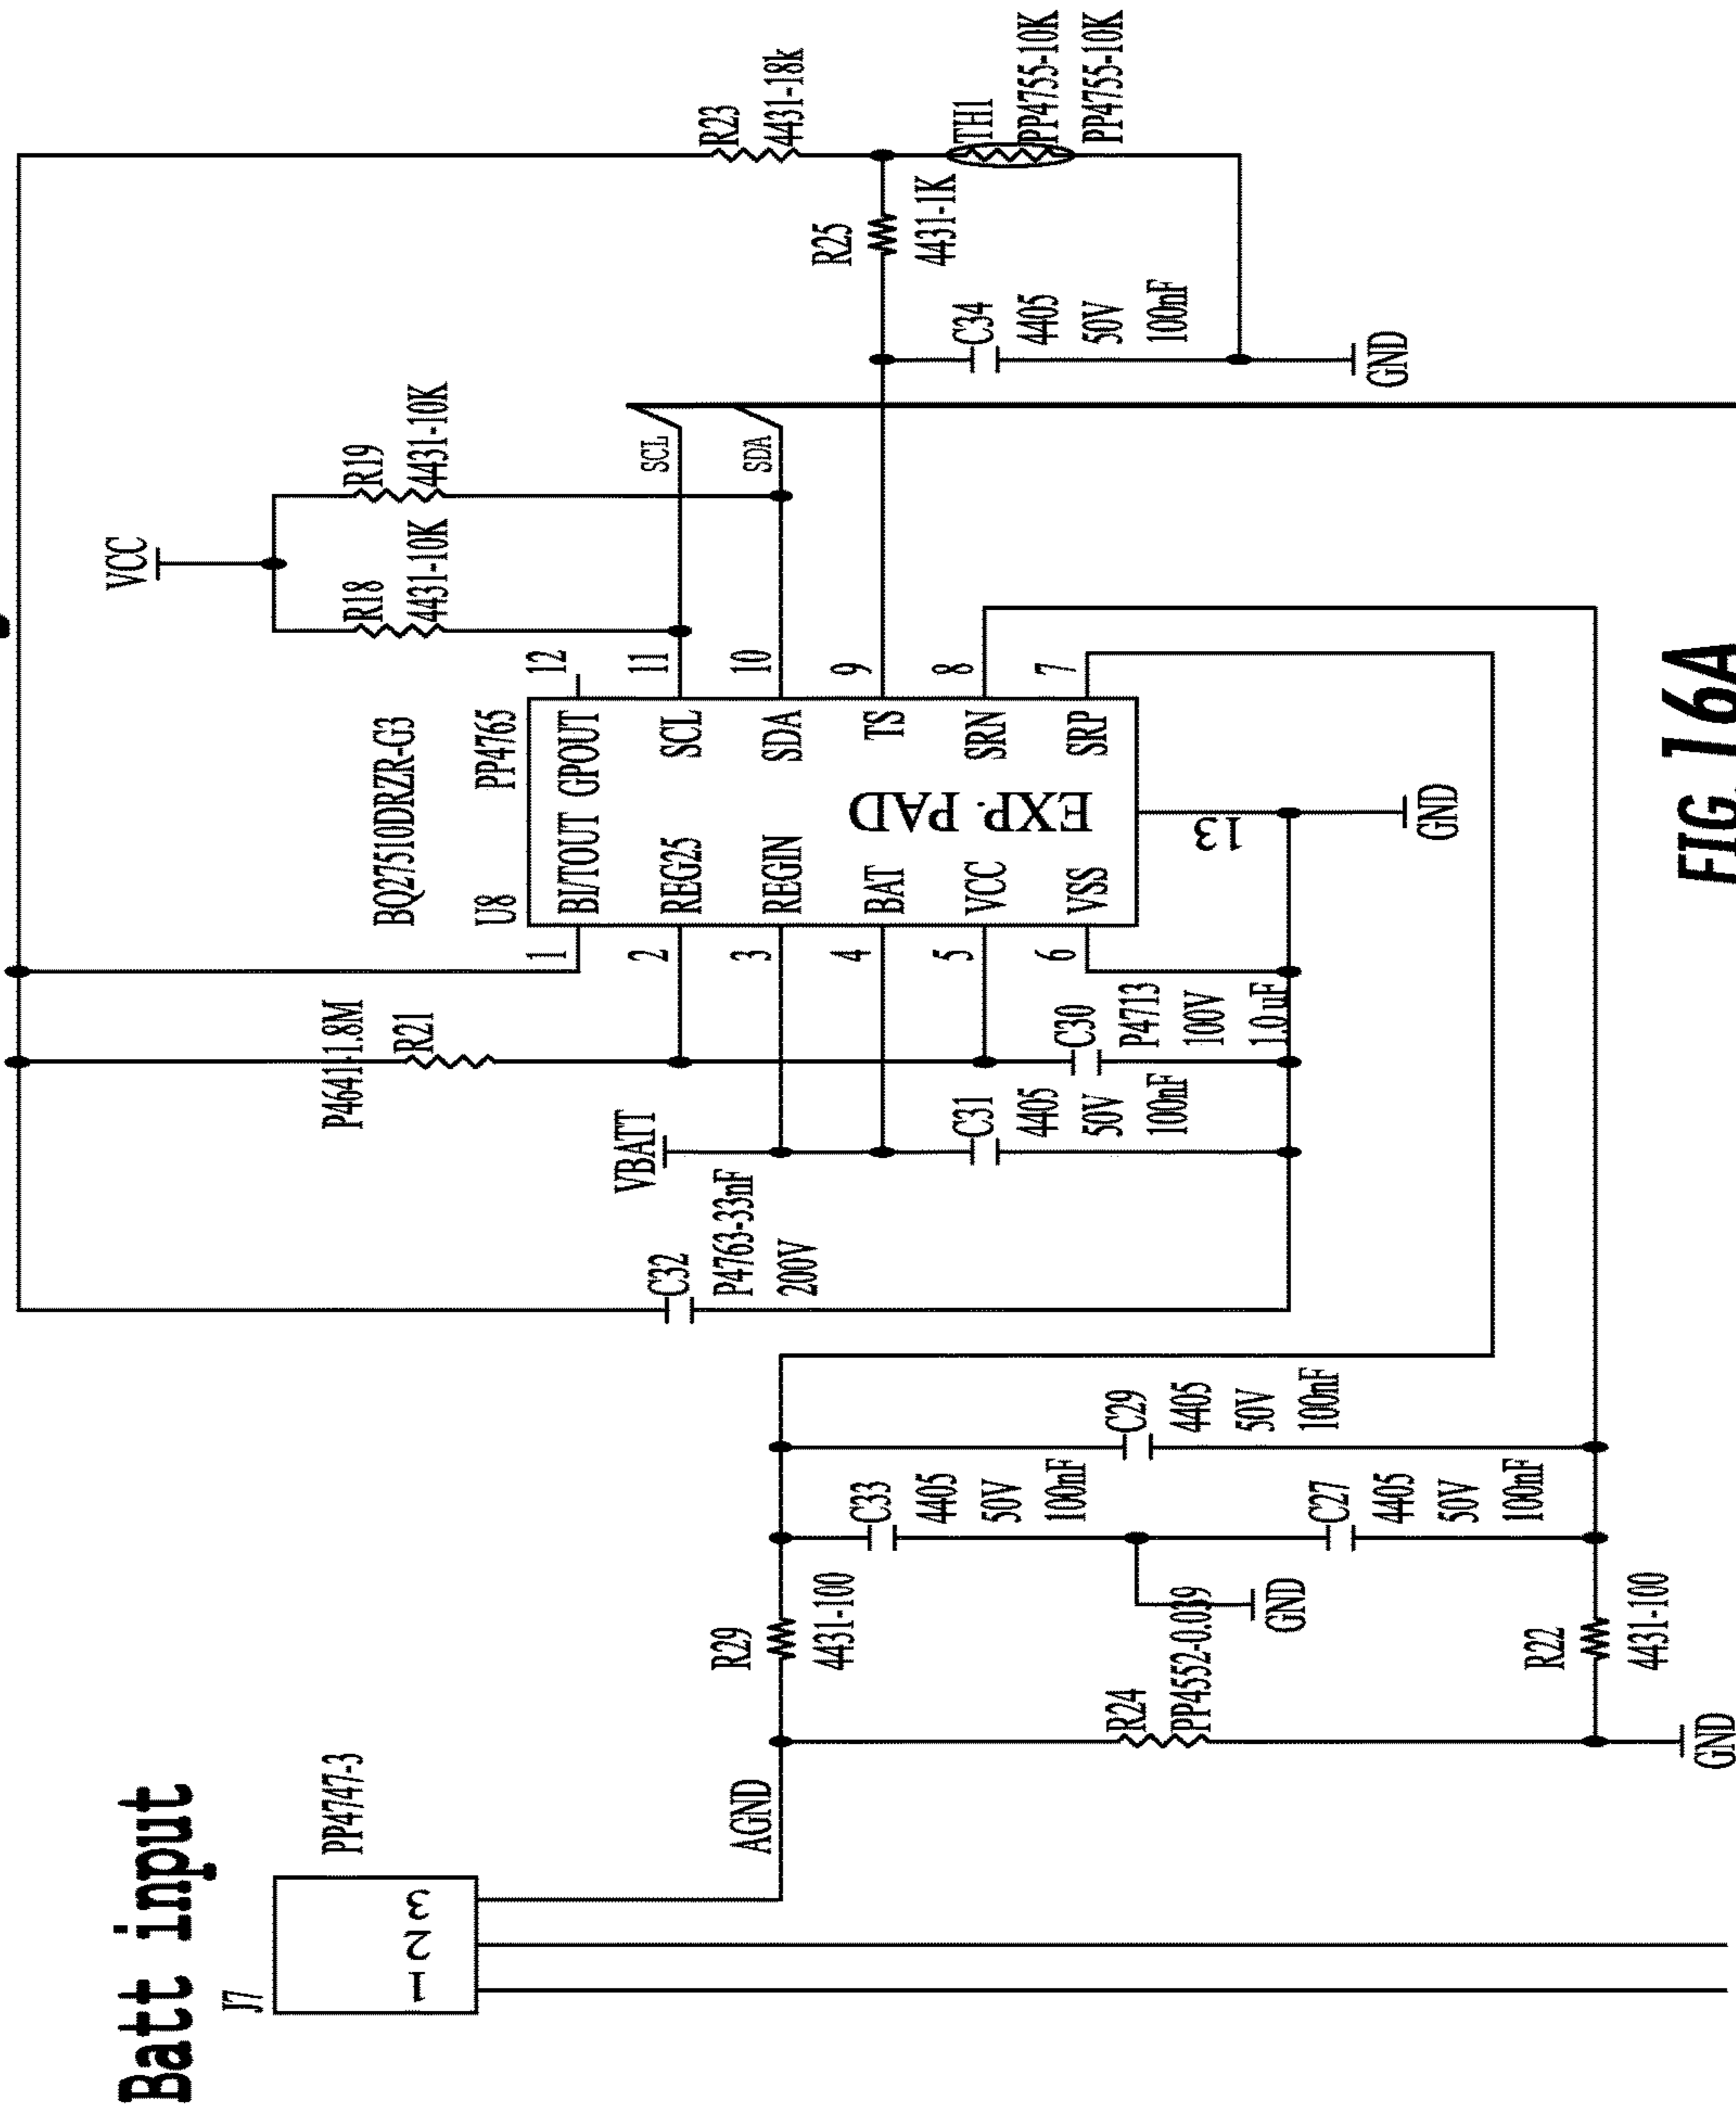 Batt input
J7
PP4747-3
1
2
3
AGND
R29
4431-100
R24
PP4552-0.039
GND
C33
4405
50V
100nF
C29
4405
50V
100nF
C27
4405
50V
100nF
R22
4431-100
GND
C32
P4763-33nF
200V
VBATT
P4641-1.8M
R21
C31
4405
50V
100nF
C30
P4713
100V
1.0 uF
BQ27510DRZR-G3
U8
PP4765
1
BI/TOUT
GPOUT
12
2
REG25
SCL
11
3
REGIN
SDA
10
4
BAT
TS
9
5
VCC
SRN
8
6
VSS
SRP
7
EXP. PAD
13
GND
VCC
R18
4431-10K
R19
4431-10K
SCL
SDA
R23
4431-18k
R25
4431-1K
TH1
PP4755-10K
PP4755-10K
C34
4405
50V
100nF
GND
FIG.16A